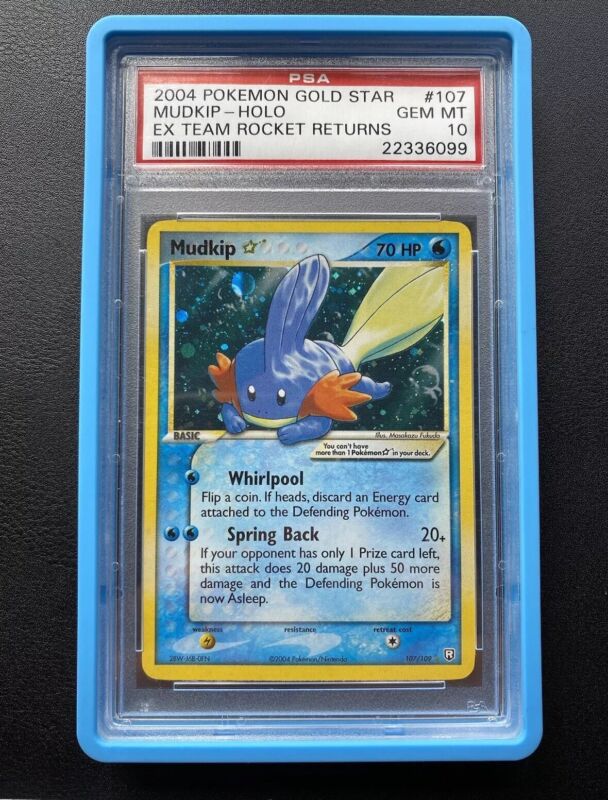 PSA
2004 POKEMON GOLD STAR #107
MUDKIP-HOLO GEM MT
EX TEAM ROCKET RETURNS 10
22336099
Mudkip 70 HP
BASIC
Illus. Masakazu Fukuda
You can't have
more than 1 Pokémon☆ in your deck.
Whirlpool
Flip a coin. If heads, discard an Energy card
attached to the Defending Pokémon.
Spring Back 20+
If your opponent has only 1 Prize card left,
this attack does 20 damage plus 50 more
damage and the Defending Pokémon is
now Asleep.
weakness resistance retreat cost
©2004 Pokémon/Nintendo 107/109 R
PSA